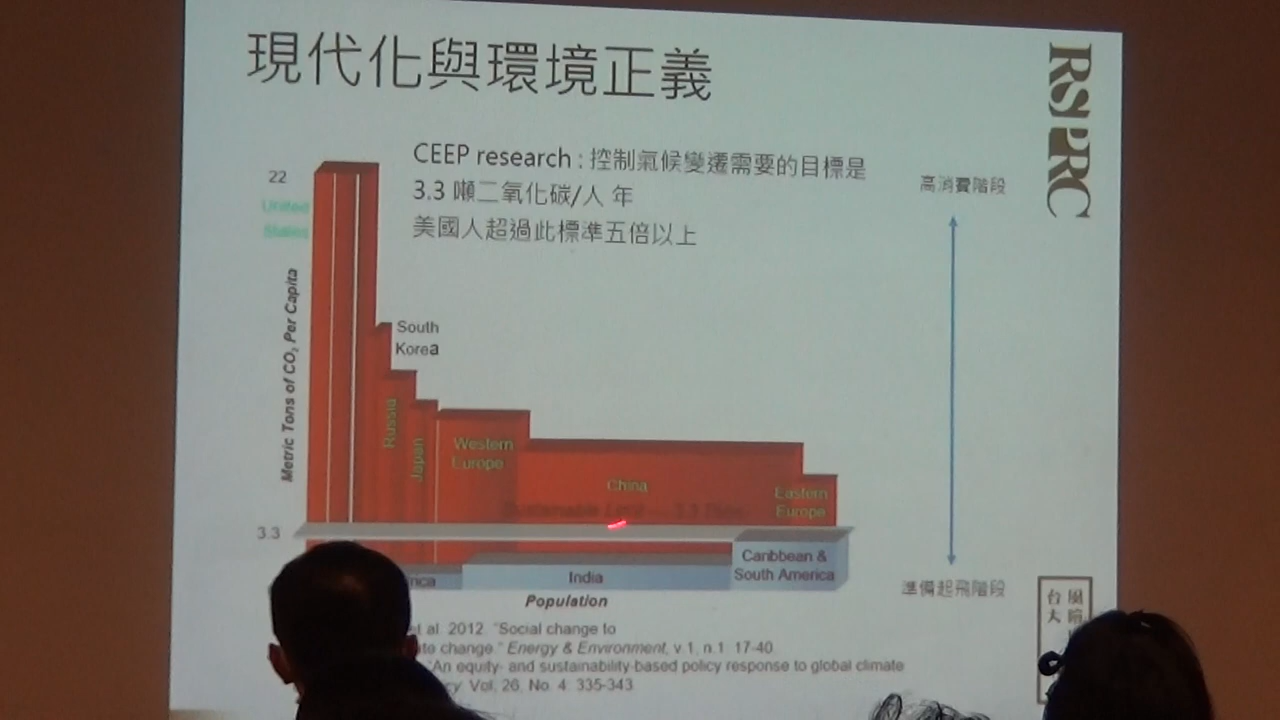 現代化與環境正義
RSPRC
CEEP research : 控制氣候變遷需要的目標是
3.3 噸二氧化碳/人 年
美國人超過此標準五倍以上
高消費階段
22
United
States
Metric Tons of CO2 Per Capita
South
Korea
Russia
Japan
Western
Europe
China
Eastern
Europe
3.3
Caribbean &
South America
India
Population
準備起飛階段
台大
風
et al. 2012. "Social change to
change." Energy & Environment, v.1, n.1. 17-40.
"An equity- and sustainability-based policy response to global climate
Vol. 26, No. 4: 335-343.